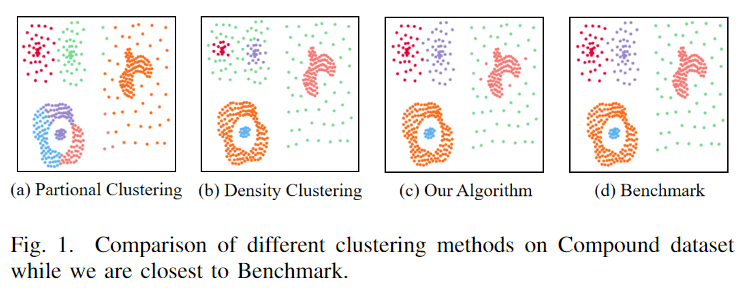 (a) Partional Clustering
(b) Density Clustering
(c) Our Algorithm
(d) Benchmark
Fig. 1. Comparison of different clustering methods on Compound dataset
while we are closest to Benchmark.